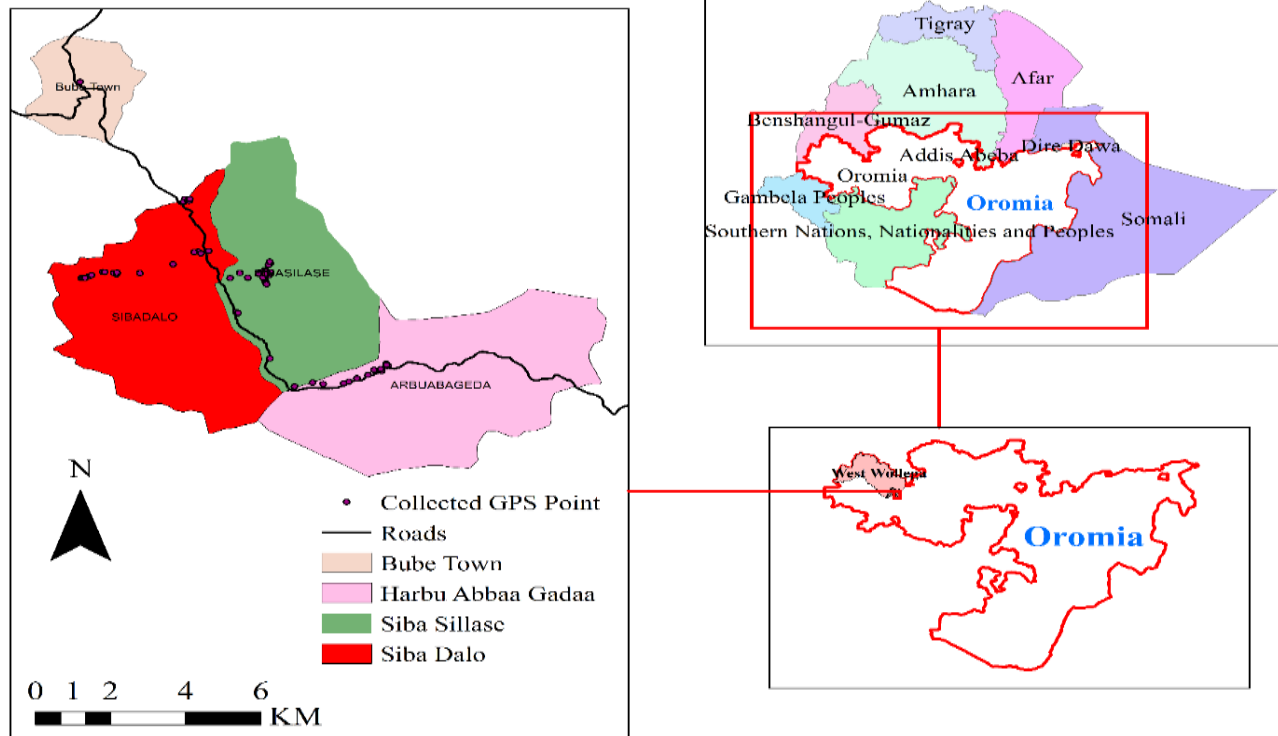 Bube Town
SIBADALO
ASILASE
ARBUABAGEDA
N
Collected GPS Point
Roads
Bube Town
Harbu Abbaa Gadaa
Siba Sillase
Siba Dalo
0 1 2 4 6
KM
Tigray
Afar
Amhara
Benshangul-Gumaz
Dire Dawa
Addis Abeba
Oromia
Gambela Peoples
Oromia
Somali
Southern Nations, Nationalities and Peoples
West Wollega
Oromia